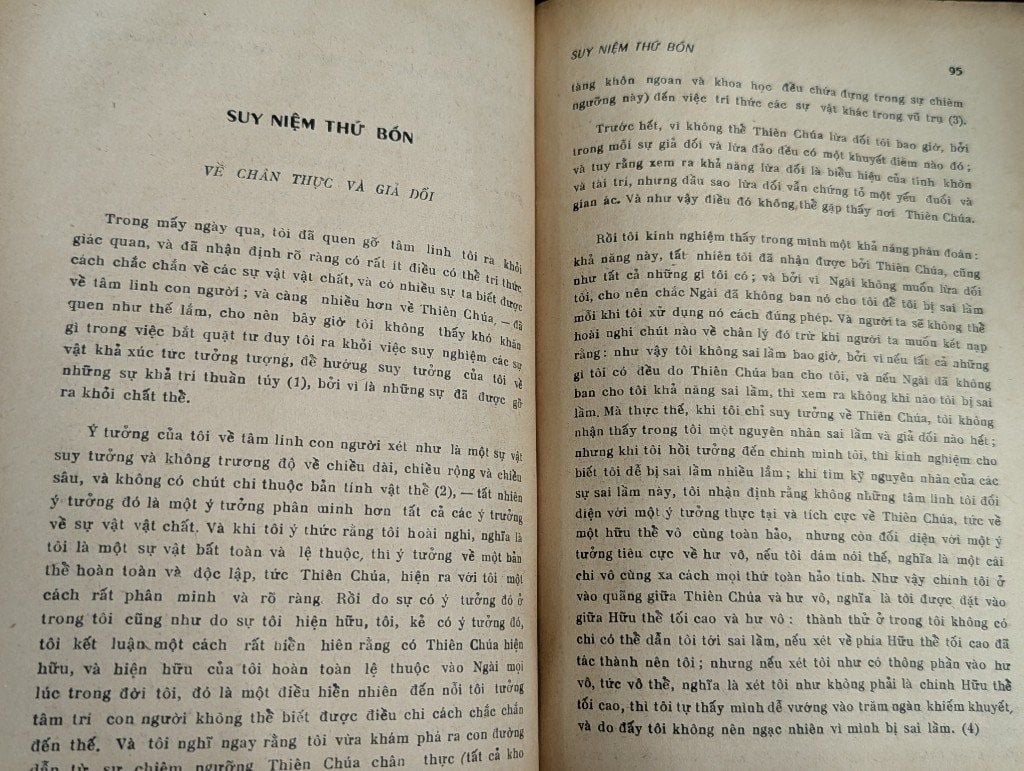 SUY NIỆM THỨ BỐN
VỀ CHÂN THỰC VÀ GIẢ DỐI
Trong mấy ngày qua, tôi đã quen gỡ tâm linh tôi ra khỏi
giác quan, và đã nhận định rõ ràng có rất ít điều có thể tri thức
cách chắc chắn về các sự vật vật chất, và có nhiều sự ta biết được
về tâm linh con người ; và càng nhiều hơn về Thiên Chúa, — đã
quen như thế lắm, cho nên bây giờ tôi không thấy khó khăn
gì trong việc bắt quặt tư duy tôi ra khỏi việc suy nghiệm các sự
vật khả xúc tức tưởng tượng, để hướug suy tưởng của tôi về
những sự khả tri thuần túy (1), bởi vì là những sự đã được gỡ
ra khỏi chất thể.
Ý tưởng của tôi về tâm linh con người xét như là một sự vật
suy tưởng và không trương độ về chiều dài, chiều rộng và chiều
sâu, và không có chút chi thuộc bản tính vật thể (2), — tất nhiên
ý tưởng đó là một ý tưởng phân minh hơn tất cả các ý trưởng
về sự vật vật chất. Và khi tôi ý thức rằng tôi hoài nghi, nghĩa là
tôi là một sự vật bất toàn và lệ thuộc, thì ý tưởng về một bản
thể hoàn toàn và độc lập, tức Thiên Chúa, hiện ra với tôi một
cách rất phân minh và rõ ràng. Rồi do sự có ý tưởng đó ở
trong tôi cũng như do sự tôi hiện hữu, tôi, kẻ có ý tưởng đó,
tôi kết luận một cách rất hiển hiên rằng có Thiên Chúa hiện
hữu, và hiện hữu của tôi hoàn toàn lệ thuộc vào Ngài mọi
lúc trong đời tôi, đó là một điều hiển nhiên đến nỗi tôi tưởng
tâm trí con người không thể biết được điều chi cách chắc chắn
đến thế. Và tôi nghĩ ngay rằng tôi vừa khám phá ra con đường
dẫn từ sự chiêm ngưỡng Thiên Chúa chân thực (tất cả kho
SUY NIỆM THỨ BỐN
95
tàng khôn ngoan và khoa học đều chứa đựng trong sự chiêm
ngưỡng này) đến việc tri thức các sự vật khác trong vũ trụ (3).
Trước hết, vì không thể Thiên Chúa lừa dối tôi bao giờ, bởi
trong mỗi sự giả dối và lừa đảo đều có một khuyết điểm nào đó ;
và tuy rằng xem ra khả năng lừa dối là biểu hiệu của tinh khôn
và tài trí, nhưng dầu sao lừa dối vẫn chứng tỏ một yếu đuối và
gian ác. Và như vậy điều đó không thể gặp thấy nơi Thiên Chúa.
Rồi tôi kinh nghiệm thấy trong mình một khả năng phán đoán :
khả năng này, tất nhiên tôi đã nhận được bởi Thiên Chúa, cũng
như tất cả những gì tôi có ; và bởi vì Ngài không muốn lừa dối
tôi, cho nên chắc Ngài đã không ban nó cho tôi để tôi bị sai lầm
mỗi khi tôi xử dụng nó cách đúng phép. Và người ta sẽ không thể
hoài nghi chút nào về chân lý đó trừ khi người ta muốn kết nạp
rằng : như vậy tôi không sai lầm bao giờ, bởi vì nếu tất cả những
gì tôi có đều do Thiên Chúa ban cho tôi, và nếu Ngài đã không
ban cho tôi khả năng sai lầm, thì xem ra không khi nào tôi bị sai
lầm. Mà thực thế, khi tôi chỉ suy tưởng về Thiên Chúa, tôi không
nhận thấy trong tôi một nguyên nhân sai lầm và giả dối nào hết ;
nhưng khi tôi hồi tưởng đến chính mình tôi, thì kinh nghiệm cho
biết tôi dễ bị sai lầm nhiều lắm ; khi tìm kỹ nguyên nhân của các
sự sai lầm này, tôi nhận định rằng không những tâm linh tôi đối
diện với một ý tưởng thực tại và tích cực về Thiên Chúa, tức về
một hữu thể vô cùng toàn hảo, nhưng còn đối diện với một ý
tưởng tiêu cực về hư vô, nếu tôi dám nói thế, nghĩa là một cái
chi vô cùng xa cách mọi thứ toàn hảo tính. Như vậy chính tôi ở
vào quãng giữa Thiên Chúa và hư vô, nghĩa là tôi được đặt vào
giữa Hữu thể tối cao và hư vô : thành thử ở trong tôi không có
chi có thể dẫn tôi tới sai lầm, nếu xét về phía Hữu thể tối cao đã
tác thành nên tôi ; nhưng nếu xét tôi như có thông phần vào hư
vô, tức vô thể, nghĩa là xét tôi như không phải là chính Hữu thể
tối cao, thì tôi tự thấy mình dễ vướng vào trăm ngàn khiếm khuyết,
và do đấy tôi không nên ngạc nhiên vì mình bị sai lầm. (4)